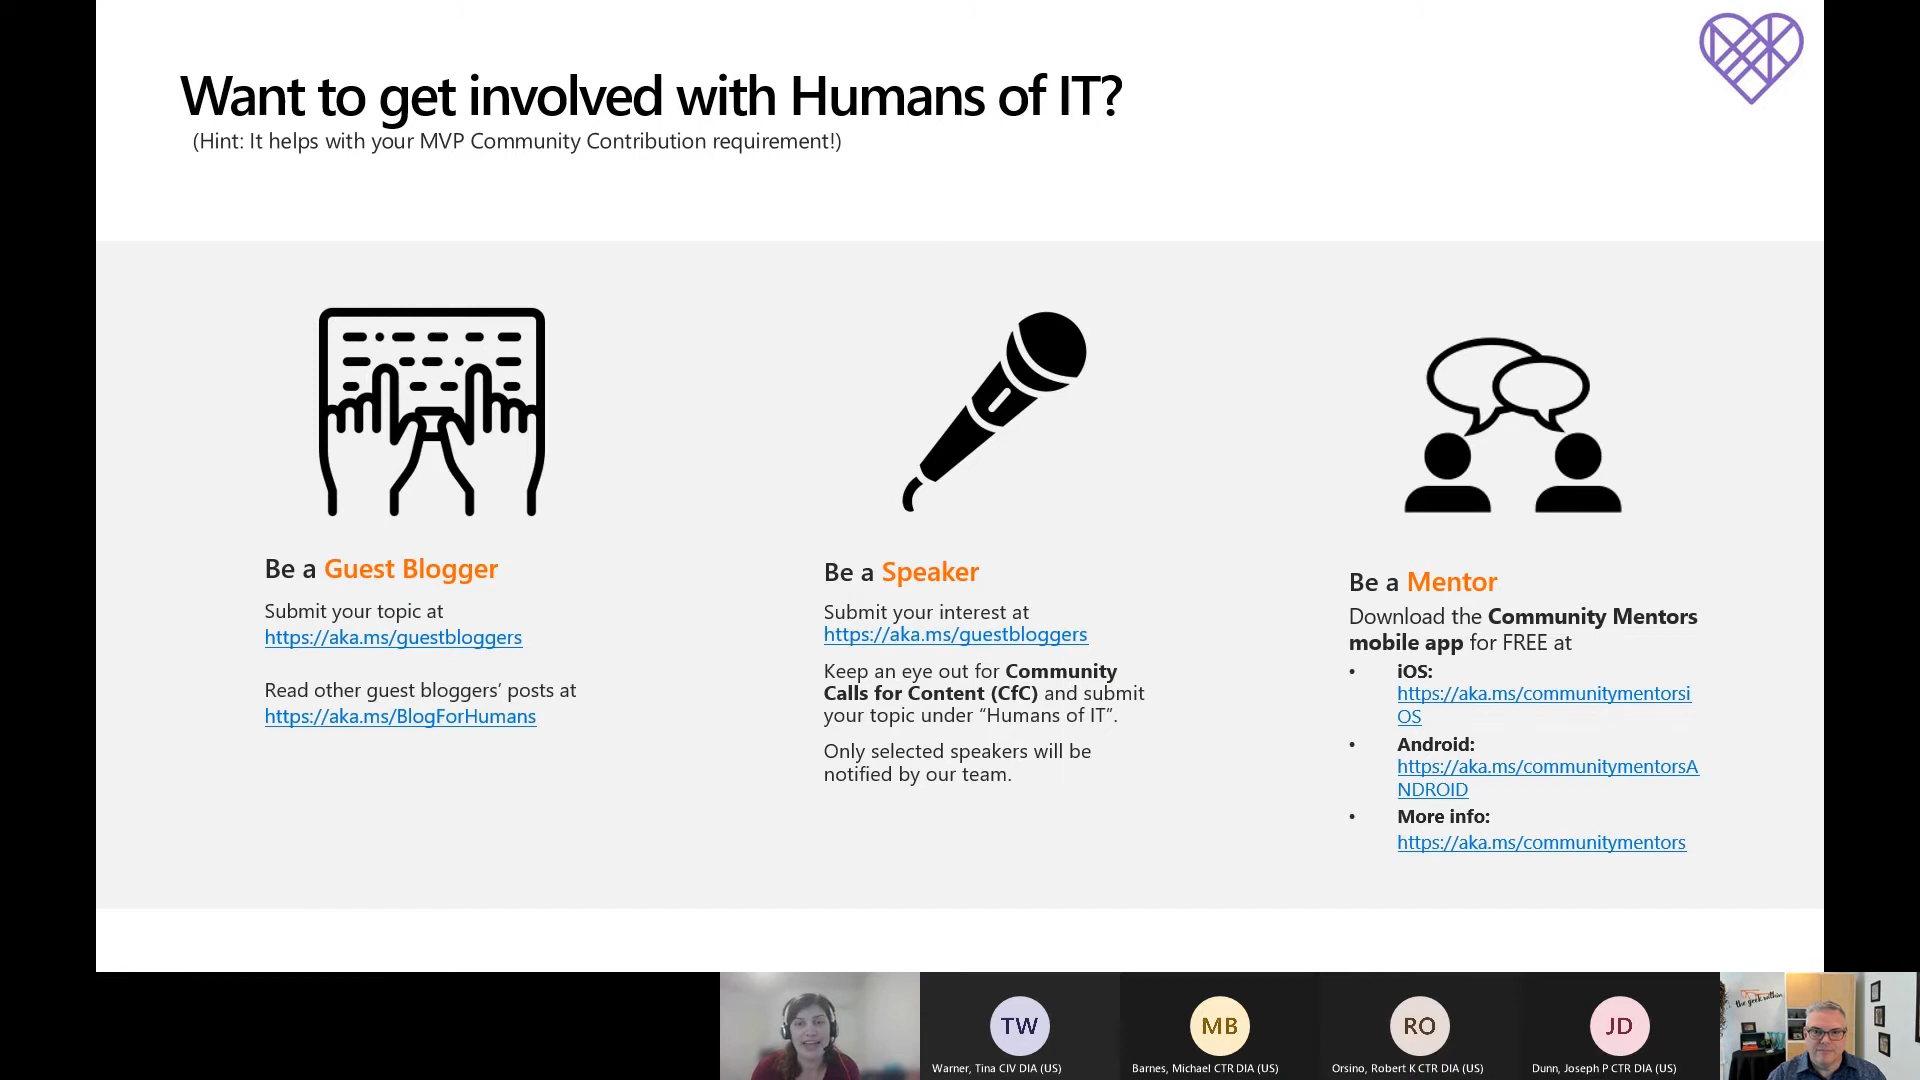 Want to get involved with Humans of IT?
(Hint: It helps with your MVP Community Contribution requirement!)
Be a Guest Blogger
Submit your topic at
https://aka.ms/guestbloggers
Read other guest bloggers’ posts at
https://aka.ms/BlogForHumans
Be a Speaker
Submit your interest at
https://aka.ms/guestbloggers
Keep an eye out for Community
Calls for Content (CfC) and submit
your topic under “Humans of IT”.
Only selected speakers will be
notified by our team.
Be a Mentor
Download the Community Mentors
mobile app for FREE at
• iOS:
https://aka.ms/communitymentorsi
OS
• Android:
https://aka.ms/communitymentorsA
NDROID
• More info:
https://aka.ms/communitymentors
TW
Warner, Tina CIV DIA (US)
MB
Barnes, Michael CTR DIA (US)
RO
Orsino, Robert K CTR DIA (US)
JD
Dunn, Joseph P CTR DIA (US)
the geek within